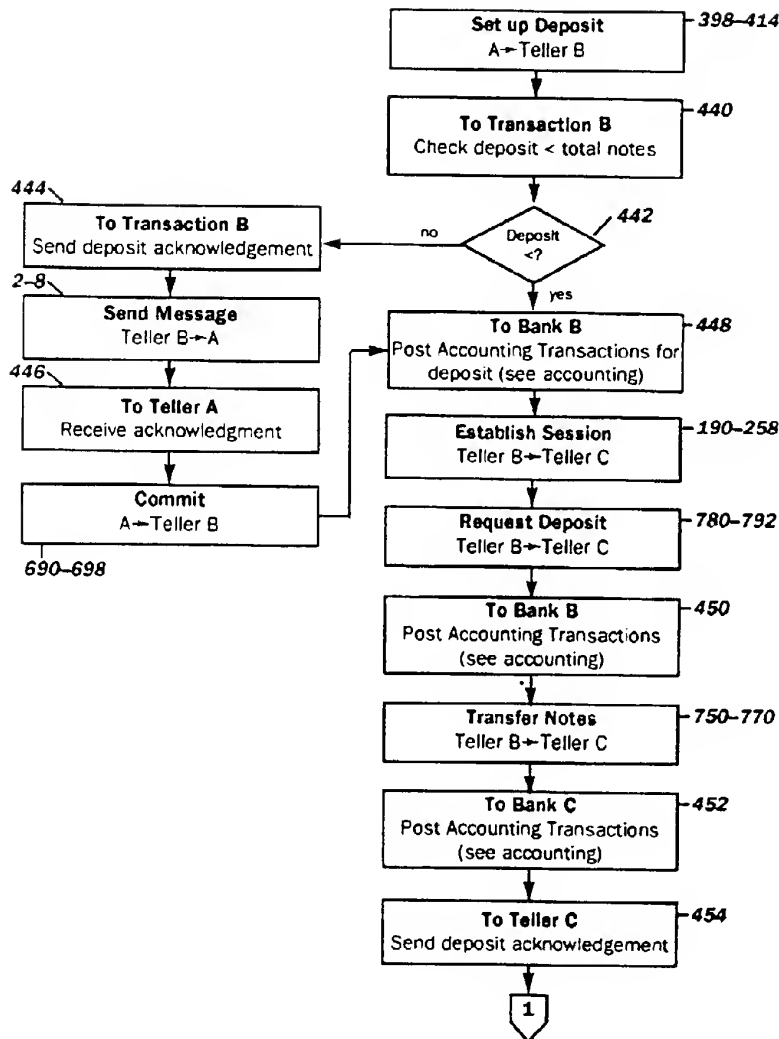 Set up Deposit
A→Teller B
398–414
To Transaction B
Check deposit < total notes
440
Deposit
<?
442
no
yes
444
To Transaction B
Send deposit acknowledgement
2–8
Send Message
Teller B→A
446
To Teller A
Receive acknowledgment
Commit
A→Teller B
690–698
To Bank B
Post Accounting Transactions for
deposit (see accounting)
448
Establish Session
Teller B→Teller C
190–258
Request Deposit
Teller B→Teller C
780–792
To Bank B
Post Accounting Transactions
(see accounting)
450
Transfer Notes
Teller B→Teller C
750–770
To Bank C
Post Accounting Transactions
(see accounting)
452
To Teller C
Send deposit acknowledgement
454
1